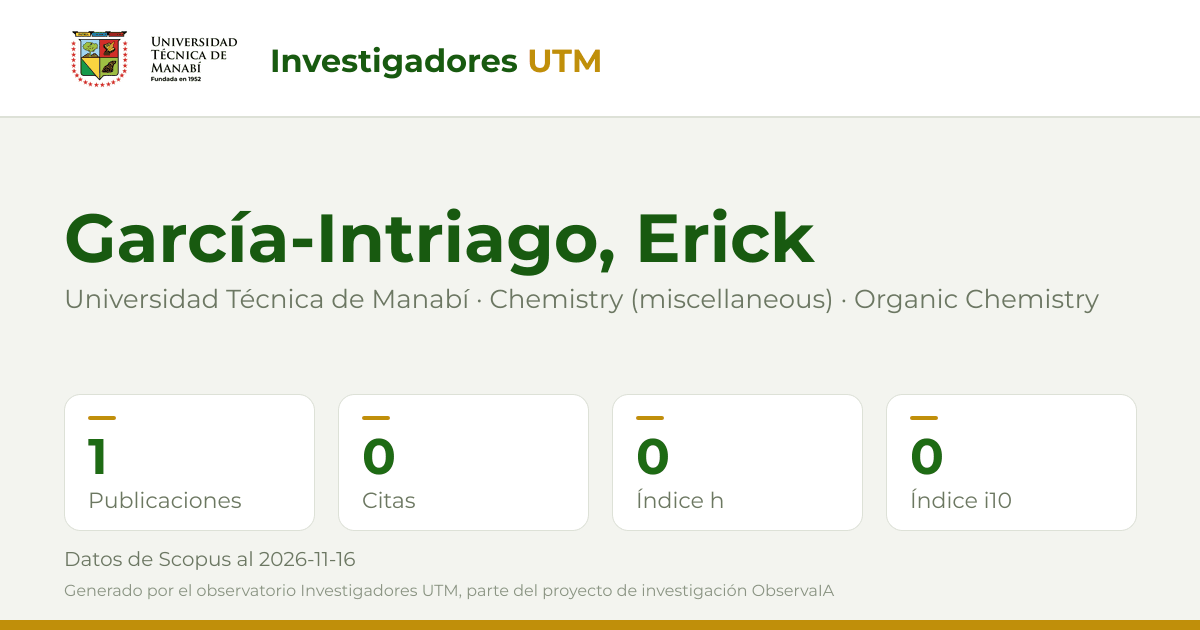 UNIVERSIDAD
TÉCNICA DE
MANABÍ
Fundada en 1952
Investigadores UTM
García-Intriago, Erick
Universidad Técnica de Manabí · Chemistry (miscellaneous) · Organic Chemistry
1
Publicaciones
0
Citas
0
Índice h
0
Índice i10
Datos de Scopus al 2026-11-16
Generado por el observatorio Investigadores UTM, parte del proyecto de investigación ObservaIA